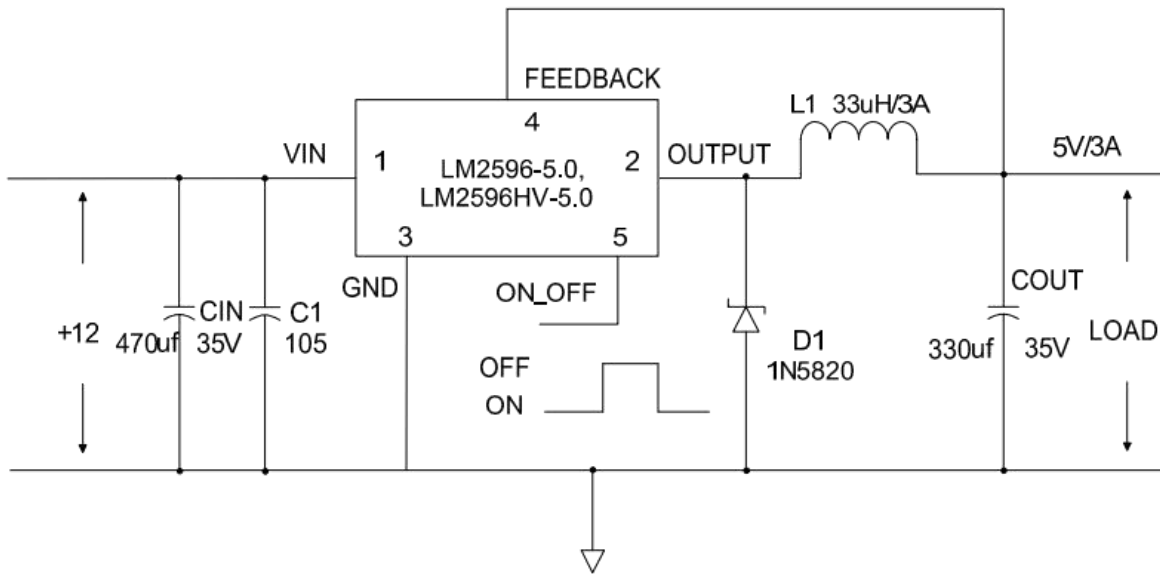 FEEDBACK
4
L1 33uH/3A
VIN
1
LM2596-5.0,
LM2596HV-5.0
2
OUTPUT
5V/3A
3
5
GND
ON_OFF
+12
CIN
470uf 35V
C1
105
OFF
ON
D1
1N5820
COUT
330uf 35V
LOAD